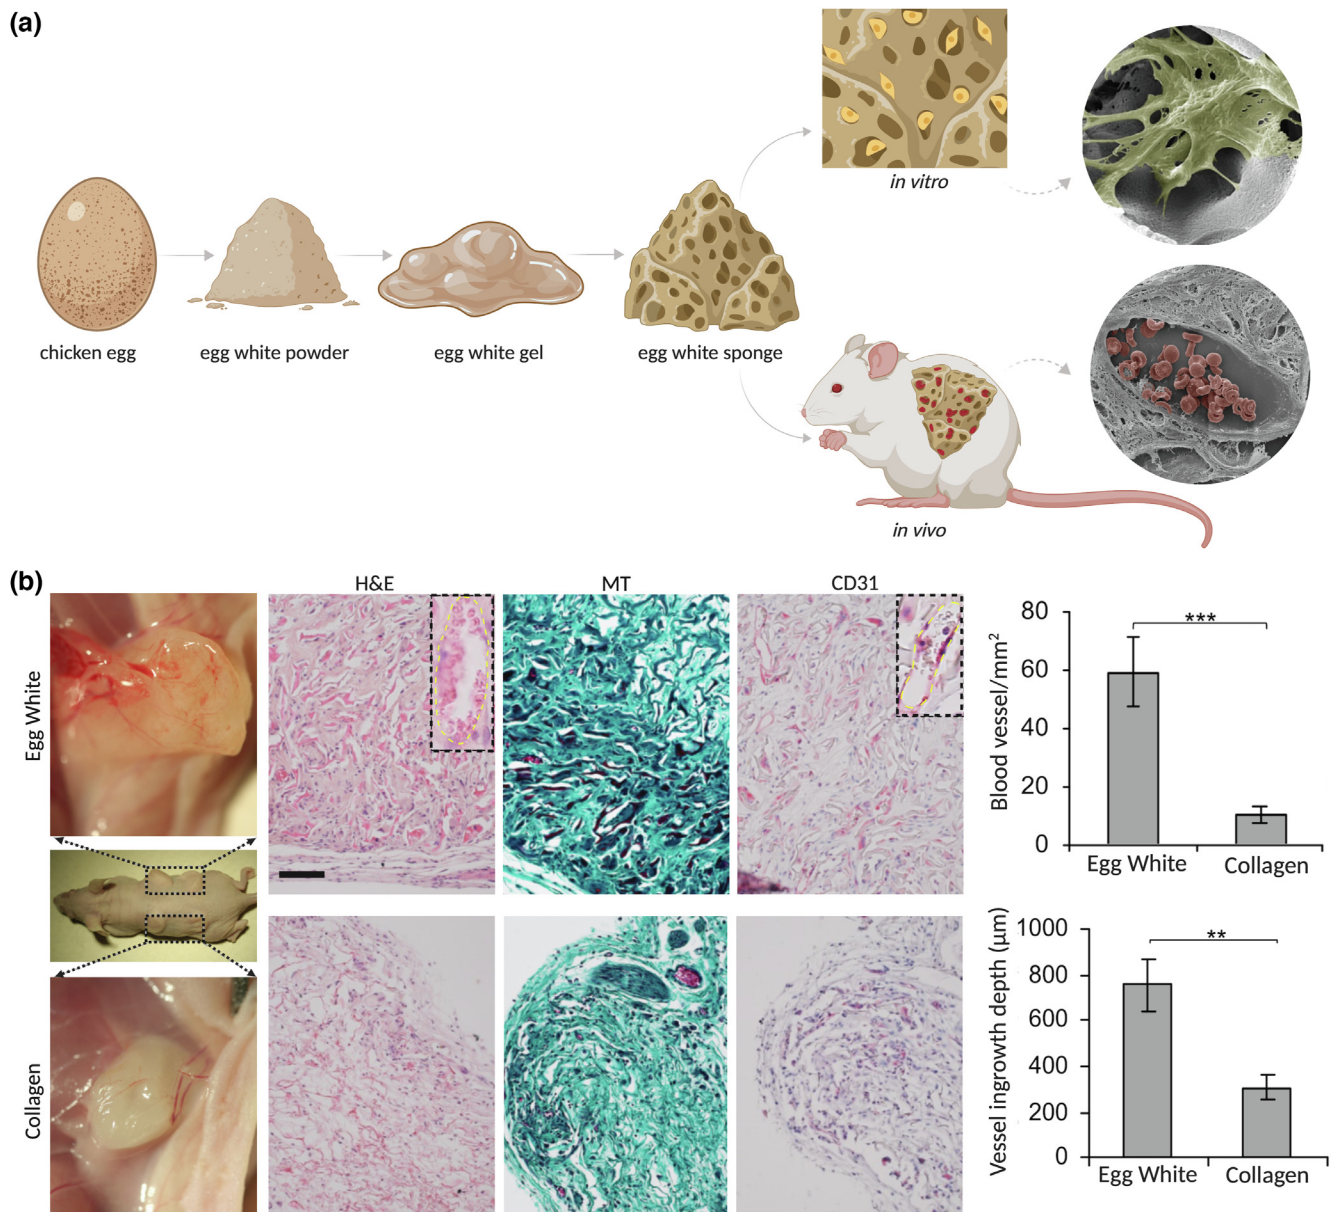 (a)
in vitro
chicken egg
egg white powder
egg white gel
egg white sponge
in vivo
(b)
H&E
MT
CD31
Egg White
Collagen
Blood vessel/mm²
80
60
40
20
0
***
Egg White
Collagen
Vessel ingrowth depth (µm)
1000
800
600
400
200
0
**
Egg White
Collagen